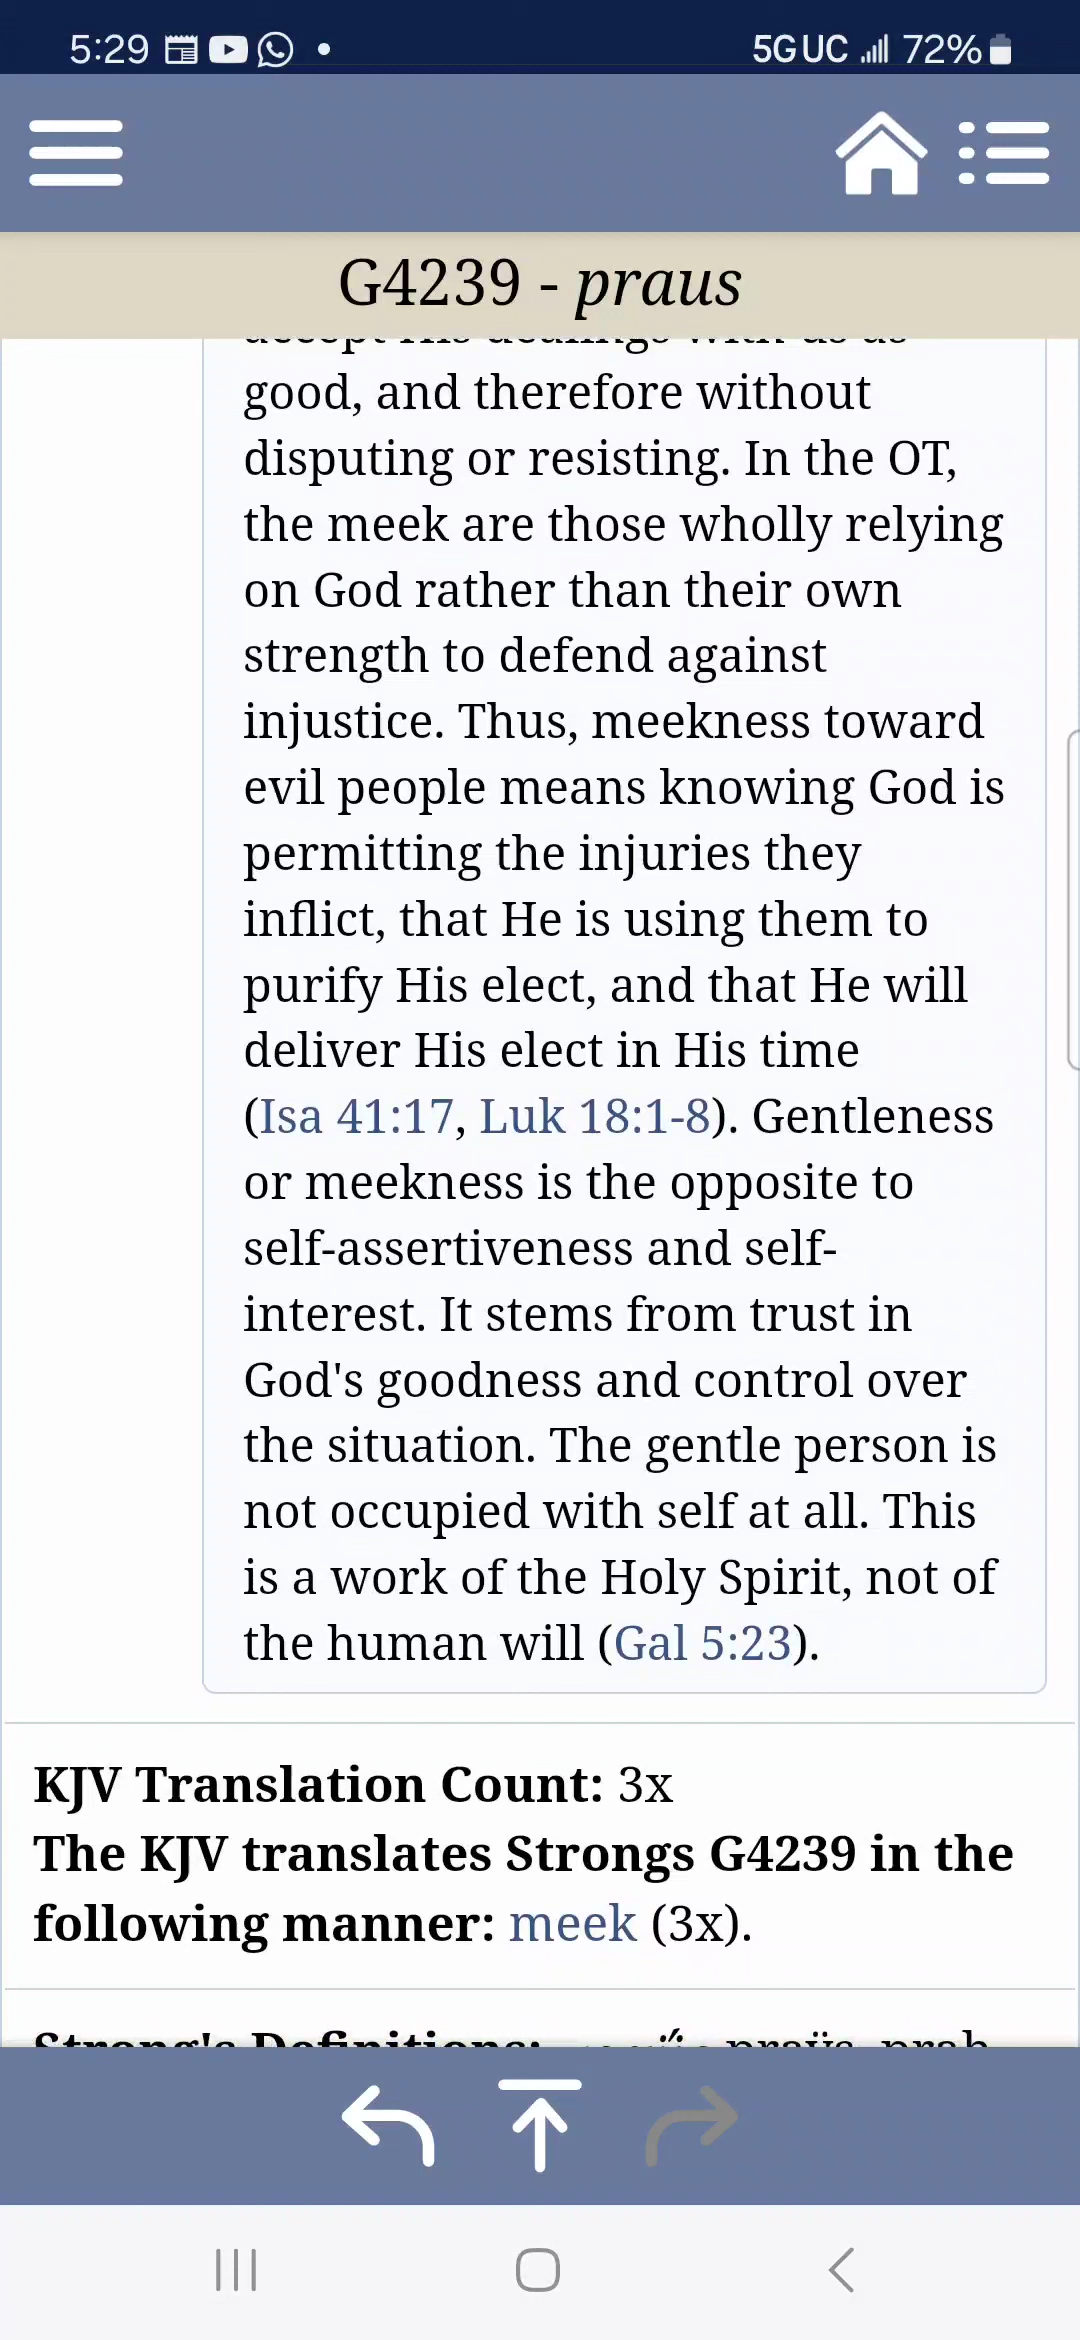 5:29 5G UC 72%
G4239 - praus
good, and therefore without
disputing or resisting. In the OT,
the meek are those wholly relying
on God rather than their own
strength to defend against
injustice. Thus, meekness toward
evil people means knowing God is
permitting the injuries they
inflict, that He is using them to
purify His elect, and that He will
deliver His elect in His time
(Isa 41:17, Luk 18:1-8). Gentleness
or meekness is the opposite to
self-assertiveness and self-
interest. It stems from trust in
God's goodness and control over
the situation. The gentle person is
not occupied with self at all. This
is a work of the Holy Spirit, not of
the human will (Gal 5:23).
KJV Translation Count: 3x
The KJV translates Strongs G4239 in the
following manner: meek (3x).
Strong's Definitions: praÿs, prah